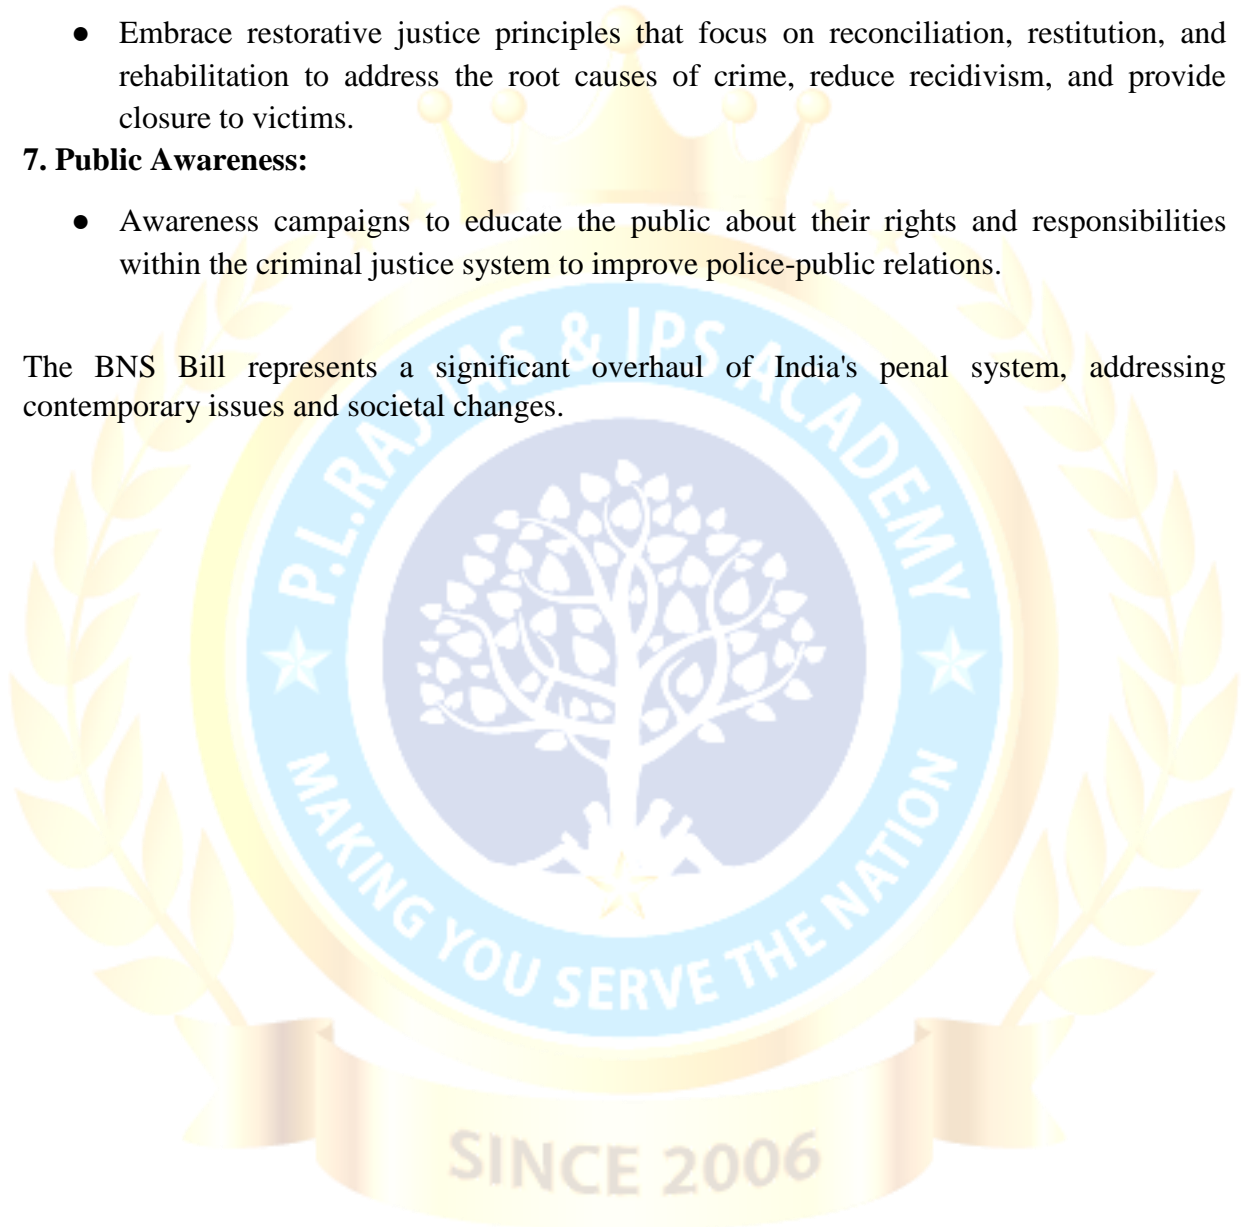 ● Embrace restorative justice principles that focus on reconciliation, restitution, and
rehabilitation to address the root causes of crime, reduce recidivism, and provide
closure to victims.
7. Public Awareness:
● Awareness campaigns to educate the public about their rights and responsibilities
within the criminal justice system to improve police-public relations.
The BNS Bill represents a significant overhaul of India's penal system, addressing
contemporary issues and societal changes.
P.L.RAJ IAS & IPS ACADEMY
MAKING YOU SERVE THE NATION
SINCE 2006